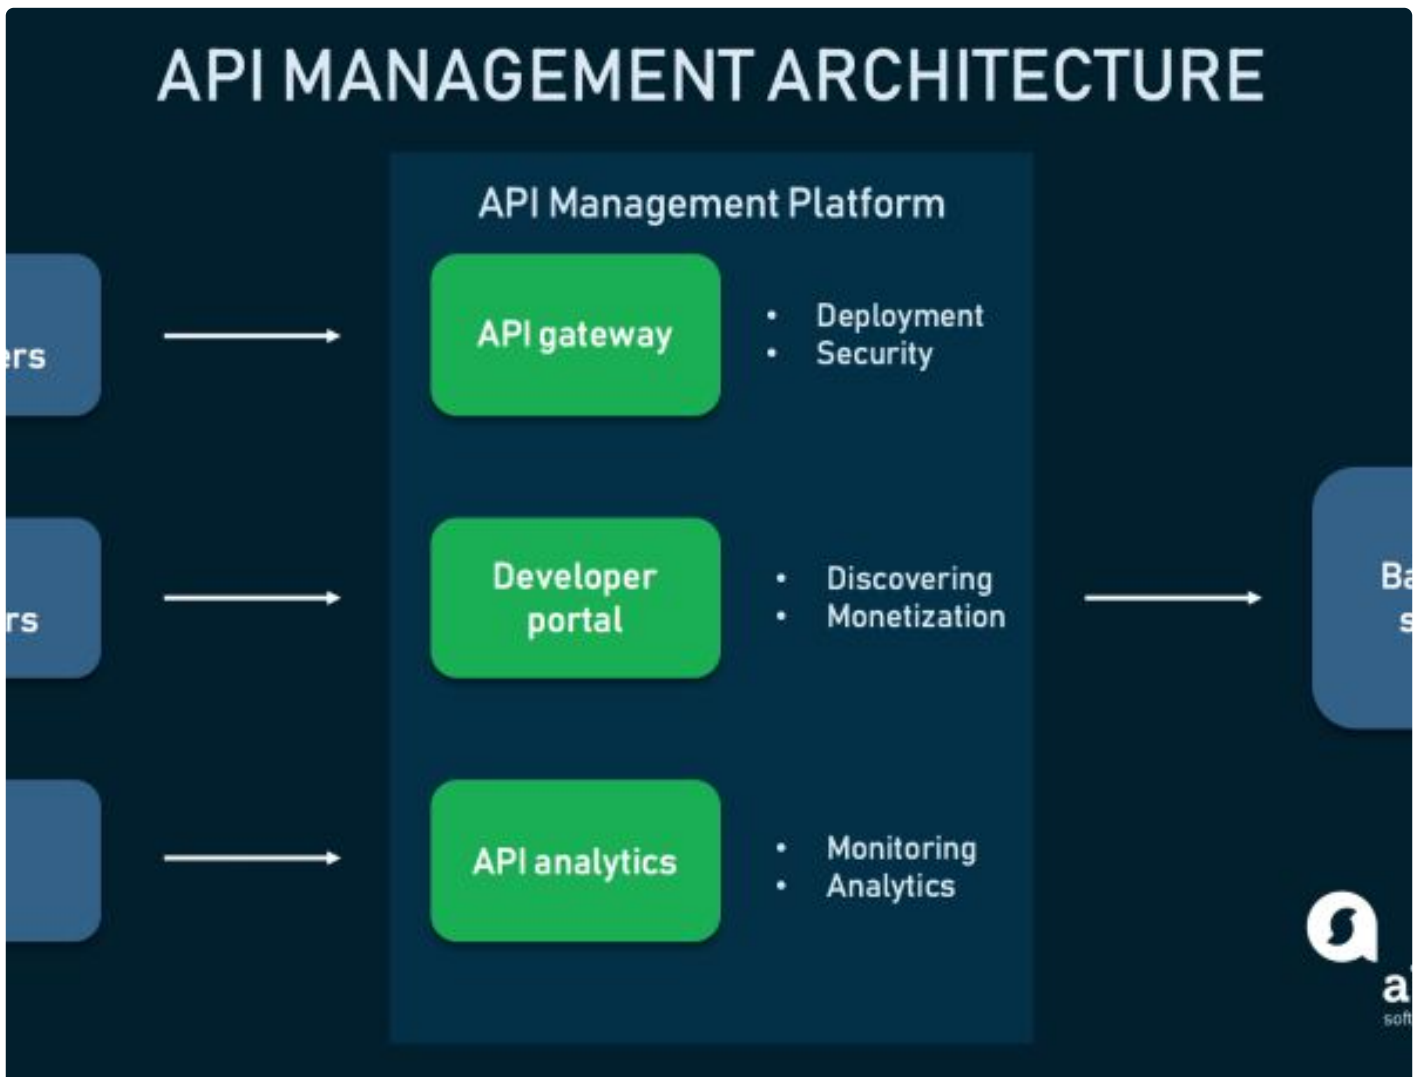 API MANAGEMENT ARCHITECTURE
API Management Platform
API gateway
• Deployment
• Security
Developer
portal
• Discovering
• Monetization
API analytics
• Monitoring
• Analytics